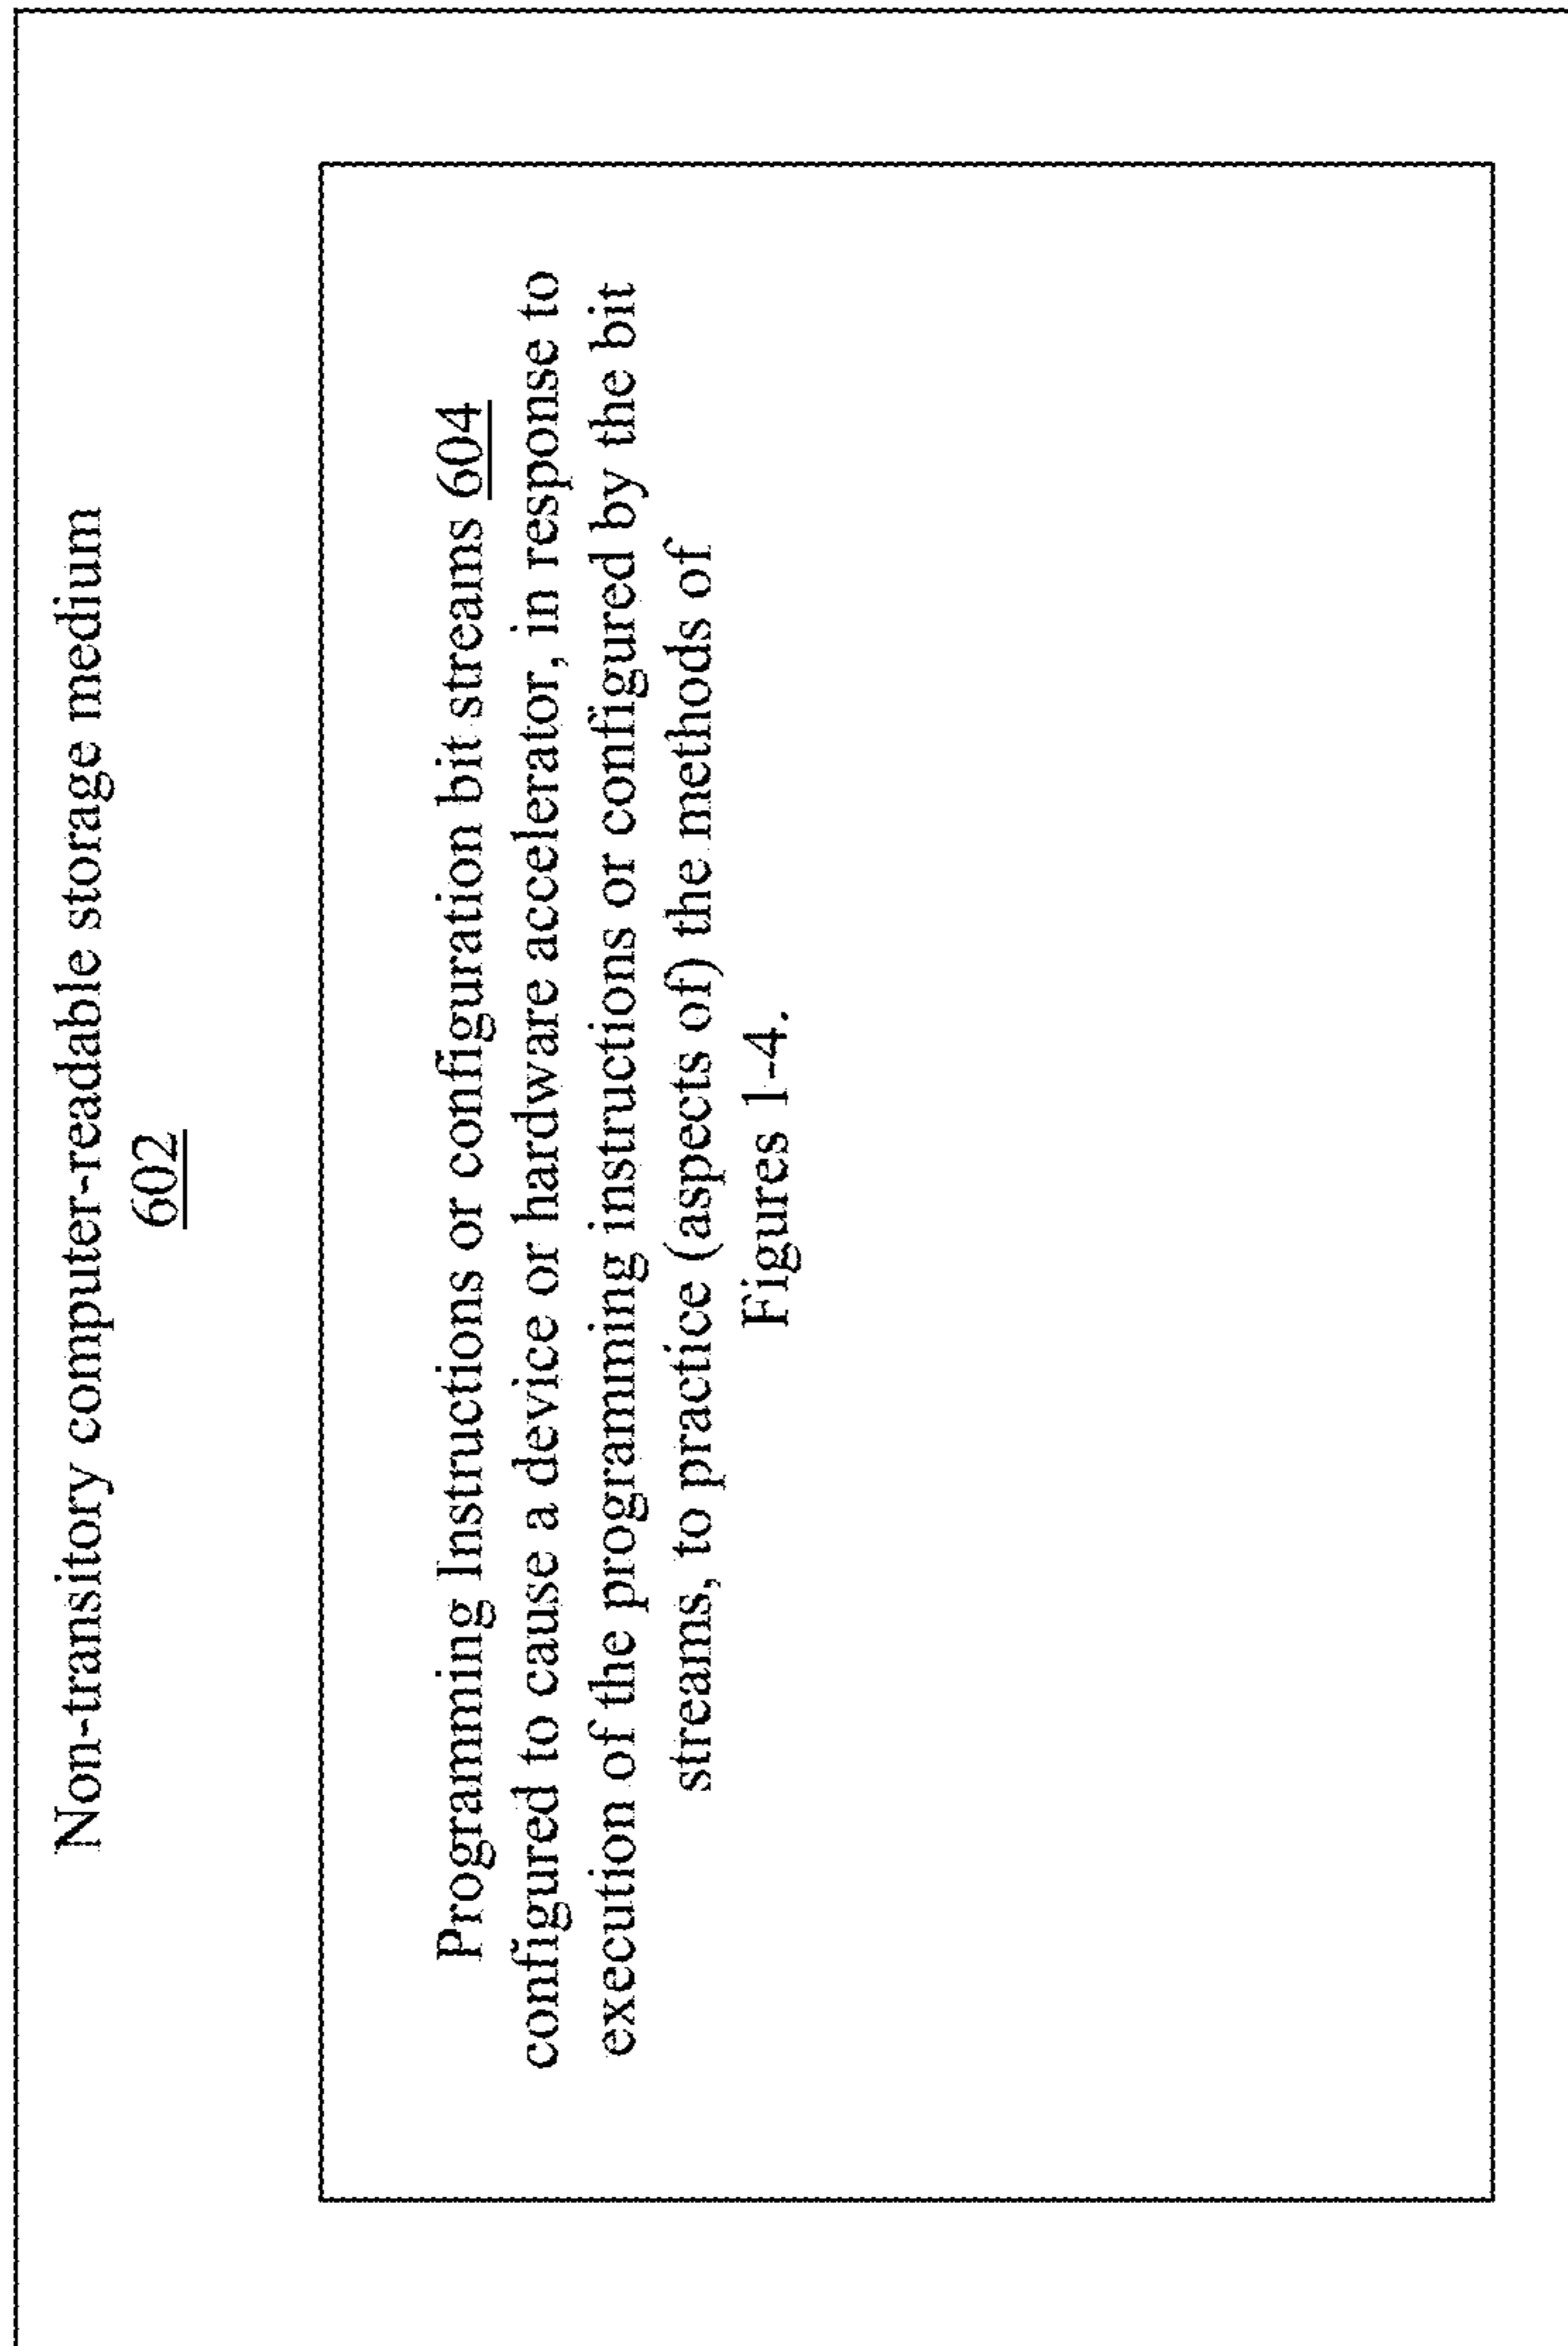 Non-transitory computer-readable storage medium
602
Programming Instructions or configuration bit streams 604
configured to cause a device or hardware accelerator, in response to
execution of the programming instructions or configured by the bit
streams, to practice (aspects of) the methods of
Figures 1-4.